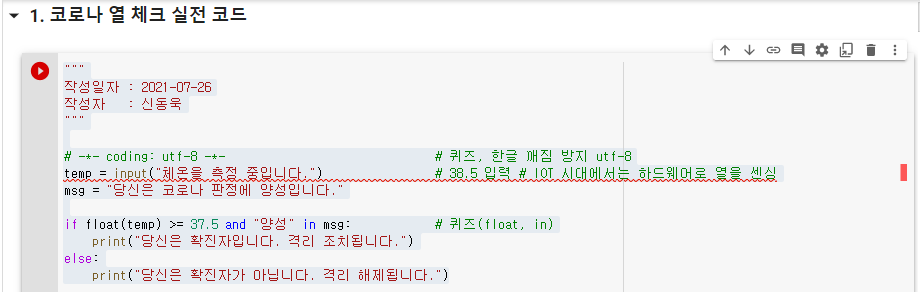 1. 코로나 열 체크 실전 코드
"""
작성일자 : 2021-07-26
작성자   : 신동욱
"""
# -*- coding: utf-8 -*-                    # 퀴즈, 한글 깨짐 방지 utf-8
temp = input("체온을 측정 중입니다.")                # 38.5 입력 # IOT 시대에서는 하드웨어로 열을 센싱
msg = "당신은 코로나 판정에 양성입니다."
if float(temp) >= 37.5 and "양성" in msg:          # 퀴즈(float, in)
    print("당신은 확진자입니다. 격리 조치됩니다.")
else:
    print("당신은 확진자가 아닙니다. 격리 해제됩니다.")